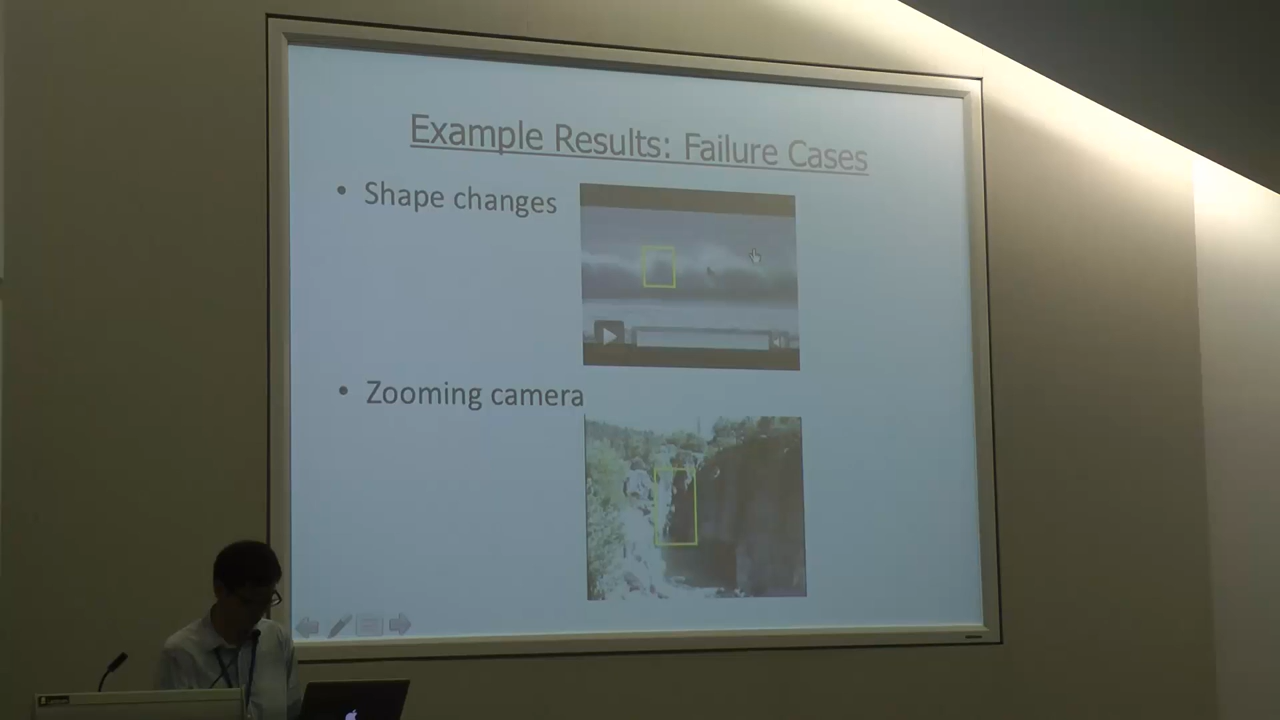 Example Results: Failure Cases
• Shape changes
• Zooming camera